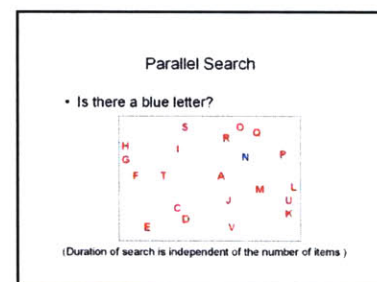 Parallel Search
• Is there a blue letter?
S O Q
R
H I N P
G
F T A
M L
J U
C K
D
E V
(Duration of search is independent of the number of items )